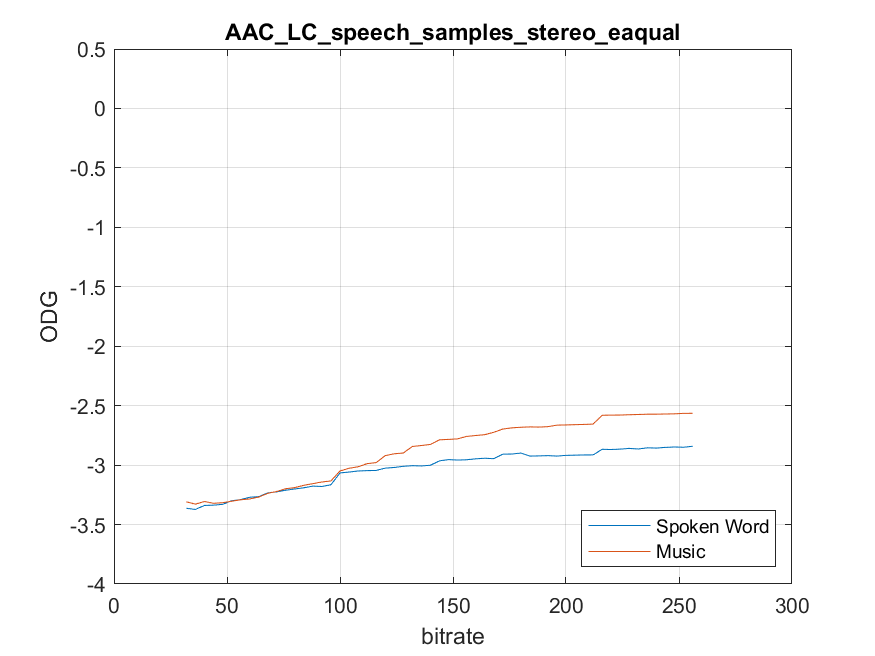 AAC_LC_speech_samples_stereo_eaqual
0.5
0
-0.5
-1
-1.5
-2
-2.5
-3
-3.5
-4
ODG
0 50 100 150 200 250 300
bitrate
Spoken Word
Music